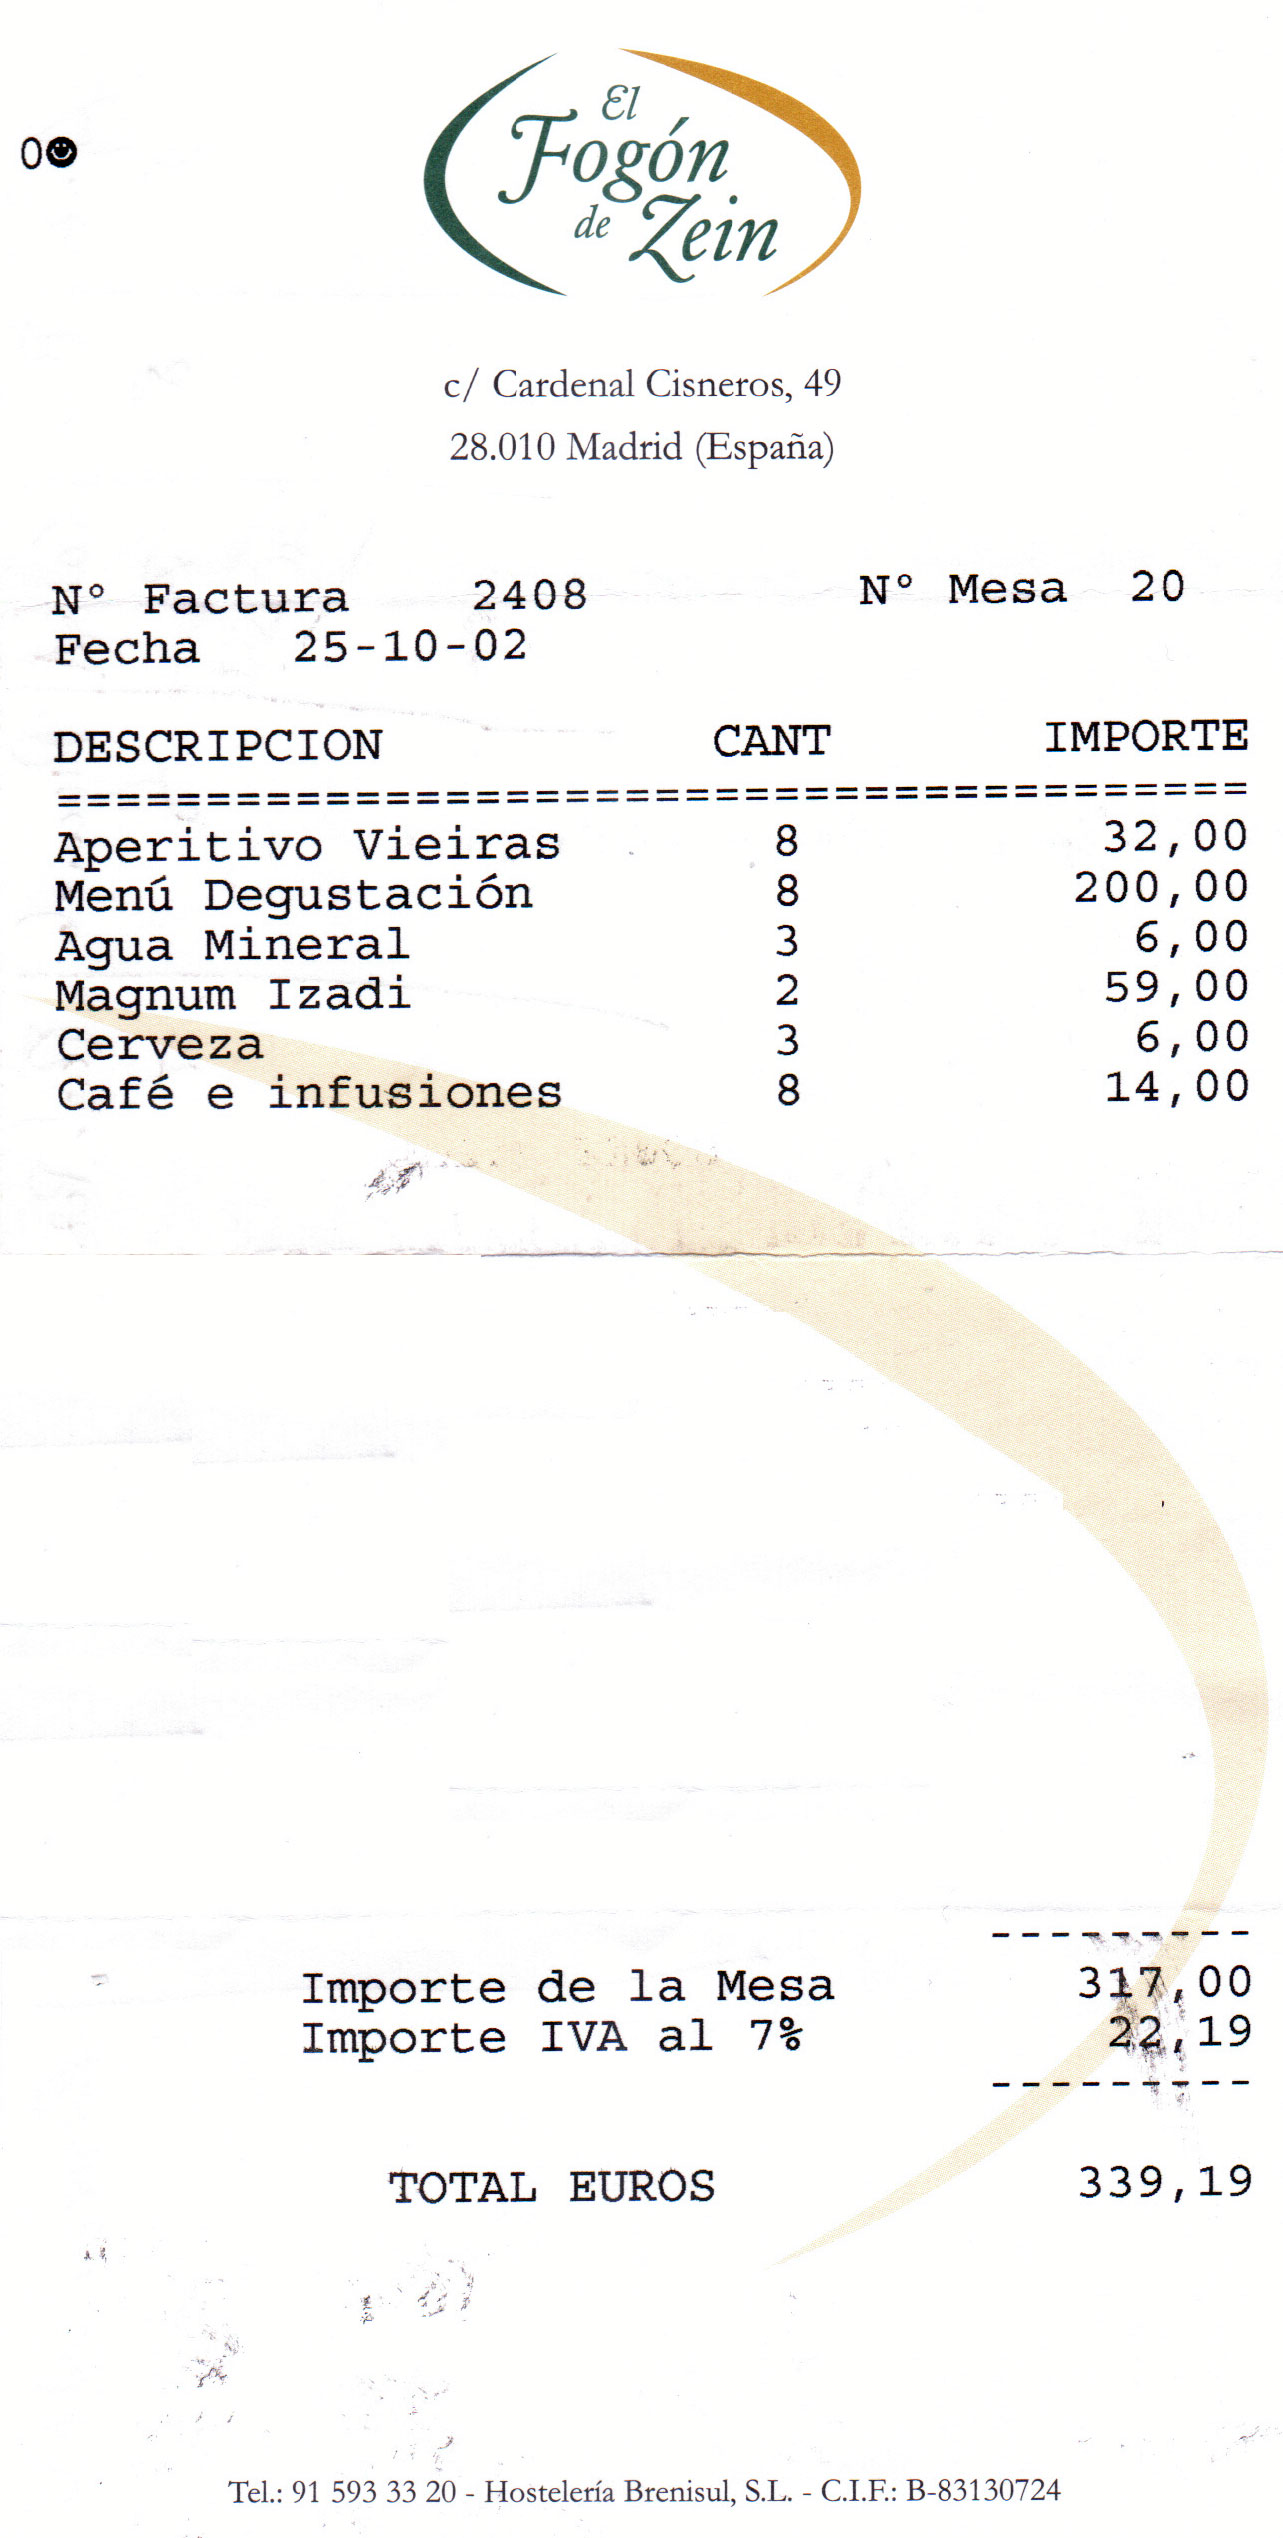 El
Fogón
de Zein
0☻
c/ Cardenal Cisneros, 49
28.010 Madrid (España)
Nº Factura 2408 Nº Mesa 20
Fecha 25-10-02
DESCRIPCION CANT IMPORTE
========================================
Aperitivo Vieiras 8 32,00
Menú Degustación 8 200,00
Agua Mineral 3 6,00
Magnum Izadi 2 59,00
Cerveza 3 6,00
Café e infusiones 8 14,00
---------
Importe de la Mesa 317,00
Importe IVA al 7% 22,19
---------
TOTAL EUROS 339,19
Tel.: 91 593 33 20 - Hostelería Brenisul, S.L. - C.I.F.: B-83130724